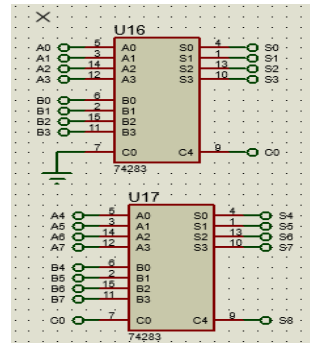 U16
A0 5 A0 S0 4 S0
A1 3 A1 S1 1 S1
A2 14 A2 S2 13 S2
A3 12 A3 S3 10 S3
B0 6 B0
B1 2 B1
B2 15 B2
B3 11 B3
7 C0 C4 9 C0
74283
U17
A4 5 A0 S0 4 S4
A5 3 A1 S1 1 S5
A6 14 A2 S2 13 S6
A7 12 A3 S3 10 S7
B4 6 B0
B5 2 B1
B6 15 B2
B7 11 B3
C0 7 C0 C4 9 S8
74283